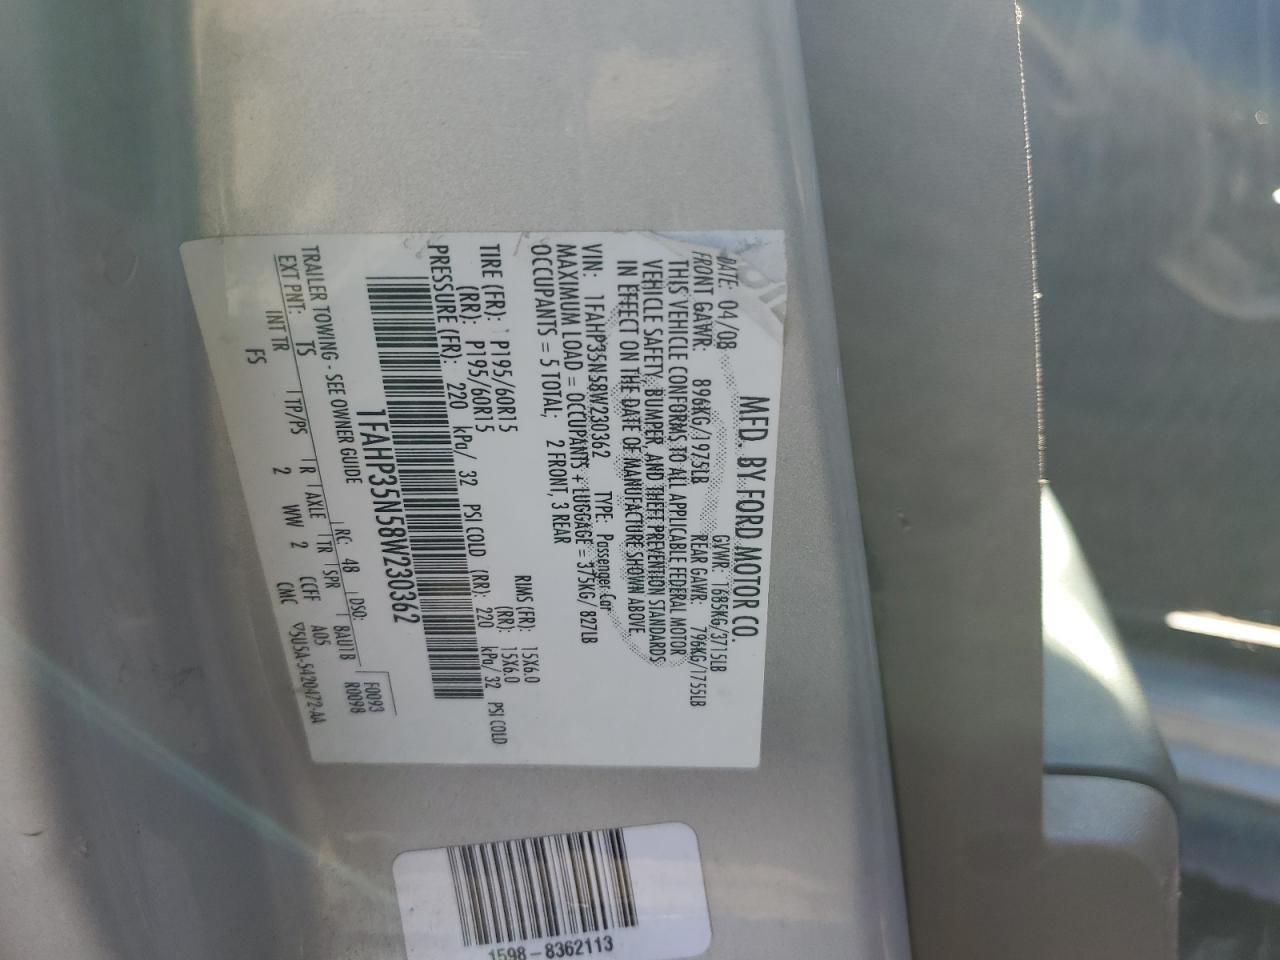 MFD. BY FORD MOTOR CO.
DATE: 04/08 GVWR: 1685KG/3715LB
FRONT GAWR: 896KG/1975LB REAR GAWR: 796KG/1755LB
THIS VEHICLE CONFORMS TO ALL APPLICABLE FEDERAL MOTOR
VEHICLE SAFETY, BUMPER, AND THEFT PREVENTION STANDARDS
IN EFFECT ON THE DATE OF MANUFACTURE SHOWN ABOVE
VIN: 1FAHP35N58W230362 TYPE: Passenger Car
MAXIMUM LOAD = OCCUPANTS + LUGGAGE = 375KG/ 827LB
OCCUPANTS = 5 TOTAL, 2 FRONT, 3 REAR
TIRE (FR): P195/60R15 RIMS (FR): 15X6.0
(RR): P195/60R15 (RR): 15X6.0
PRESSURE (FR): 220 kPa/ 32 PSI COLD (RR): 220 kPa/ 32 PSI COLD
1FAHP35N58W230362
TRAILER TOWING - SEE OWNER GUIDE
RC: 48 DSO: F0093
R0098
EXT PNT: TS
INT TR TP/PS R AXLE TR SPR 8AU1B
FS 2 WW 2 CCFF ADS
CMC 5U5A-5420472-AA
1598-8362113